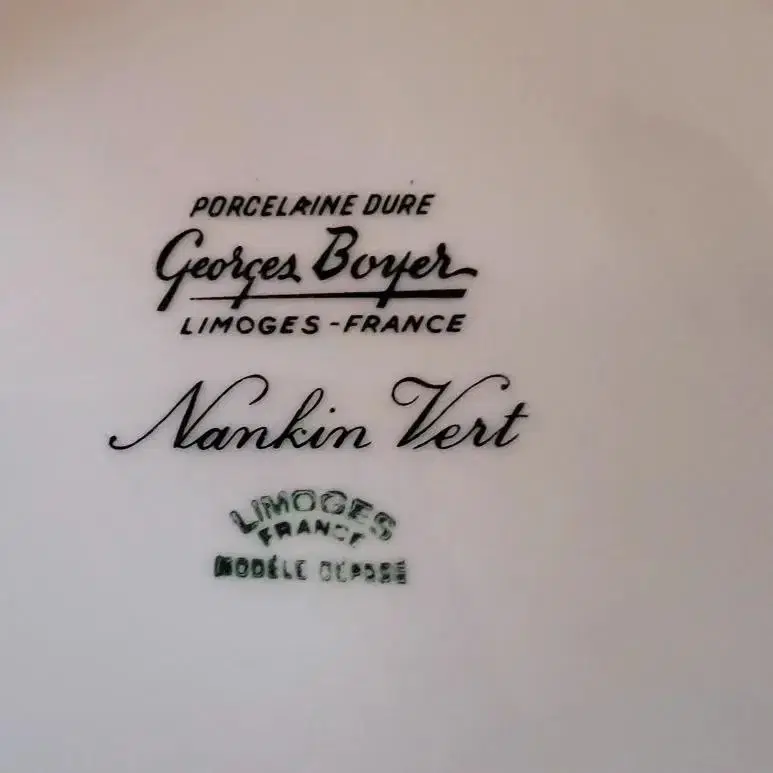 PORCELAINE DURE
Georges Boyer
LIMOGES - FRANCE
Nankin Vert
LIMOGES
FRANCE
MODÈLE DÉPOSÉ